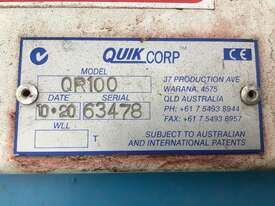 QUIK CORP™
MODEL
QR100
37 PRODUCTION AVE
WARANA, 4575
QLD AUSTRALIA
PH: +61 7 5493 8944
FAX: +61 7 5493 8957
DATE SERIAL
10·20 63478
WLL T
SUBJECT TO AUSTRALIAN
AND INTERNATIONAL PATENTS
CE